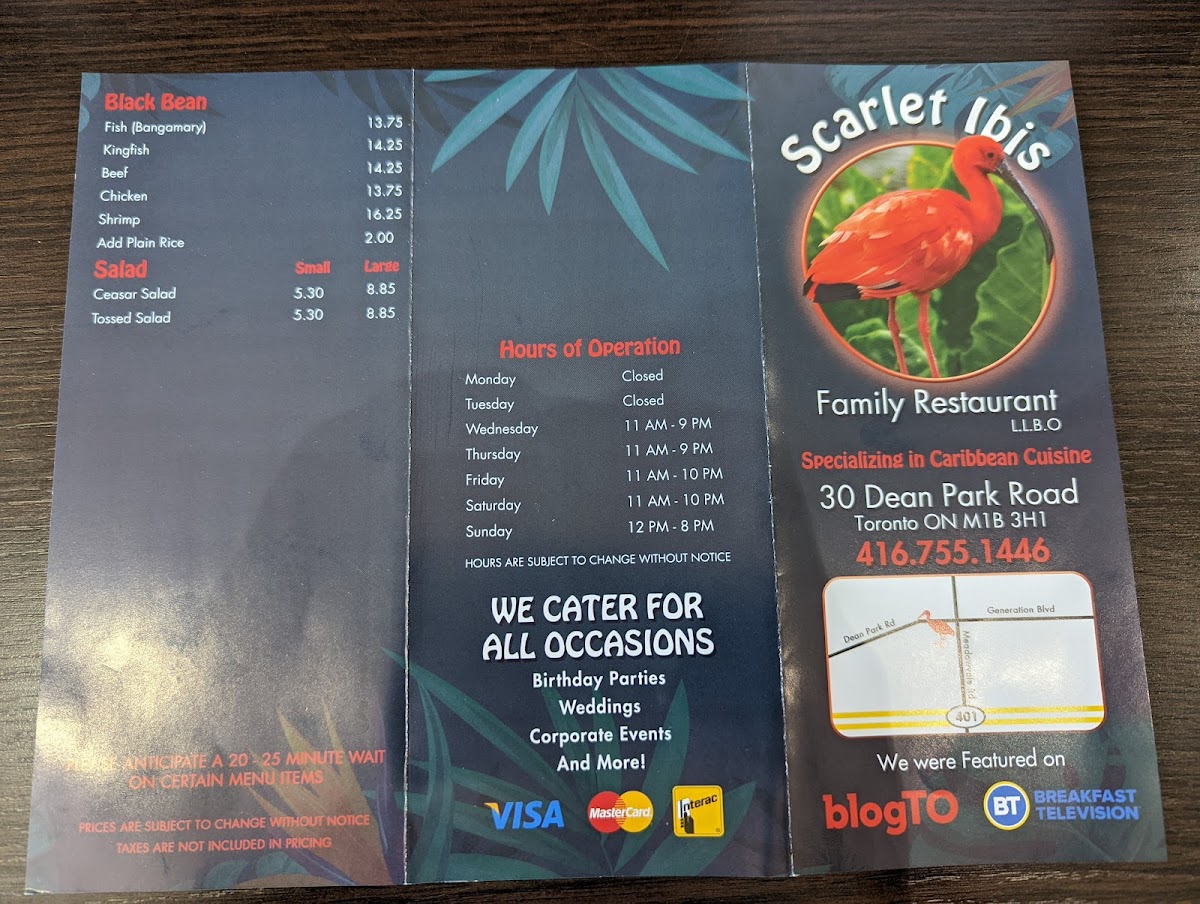 Black Bean
Fish (Bangamary) 13.75
Kingfish 14.25
Beef 14.25
Chicken 13.75
Shrimp 16.25
Add Plain Rice 2.00
Salad Small Large
Ceasar Salad 5.30 8.85
Tossed Salad 5.30 8.85
PLEASE ANTICIPATE A 20 - 25 MINUTE WAIT
ON CERTAIN MENU ITEMS
PRICES ARE SUBJECT TO CHANGE WITHOUT NOTICE
TAXES ARE NOT INCLUDED IN PRICING
Hours of Operation
Monday Closed
Tuesday Closed
Wednesday 11 AM - 9 PM
Thursday 11 AM - 9 PM
Friday 11 AM - 10 PM
Saturday 11 AM - 10 PM
Sunday 12 PM - 8 PM
HOURS ARE SUBJECT TO CHANGE WITHOUT NOTICE
WE CATER FOR
ALL OCCASIONS
Birthday Parties
Weddings
Corporate Events
And More!
VISA MasterCard Interac
Scarlet Ibis
Family Restaurant
L.L.B.O
Specializing in Caribbean Cuisine
30 Dean Park Road
Toronto ON M1B 3H1
416.755.1446
Dean Park Rd
Generation Blvd
Meadowvale Rd
401
We were Featured on
blogTO
BT BREAKFAST
TELEVISION